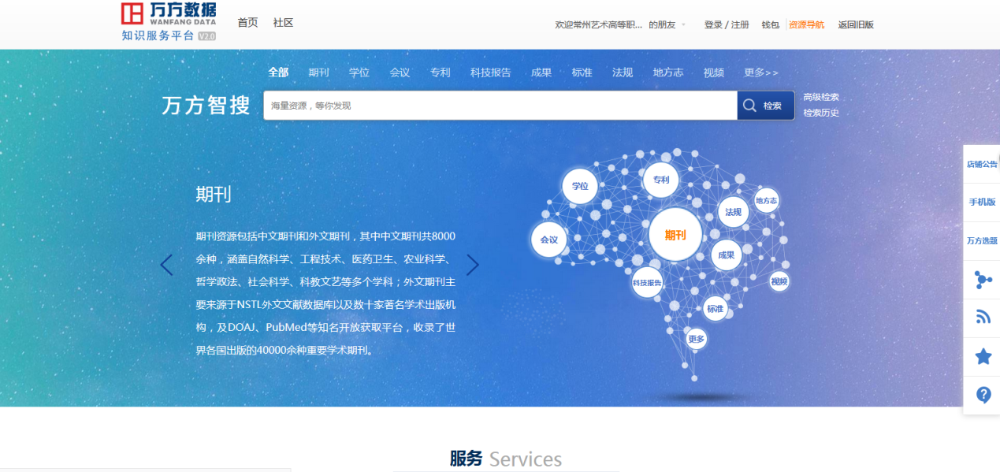 万方数据
WANFANG DATA
知识服务平台 V2.0
首页 社区
欢迎常州艺术高等职... 的朋友 登录 / 注册 钱包 资源导航 返回旧版
全部 期刊 学位 会议 专利 科技报告 成果 标准 法规 地方志 视频 更多>>
万方智搜 海量资源，等你发现 检索
高级检索
检索历史
期刊
期刊资源包括中文期刊和外文期刊，其中中文期刊共8000
余种，涵盖自然科学、工程技术、医药卫生、农业科学、
哲学政法、社会科学、科教文艺等多个学科；外文期刊主
要来源于NSTL外文文献数据库以及数十家著名学术出版机
构，及DOAJ、PubMed等知名开放获取平台，收录了世
界各国出版的40000余种重要学术期刊。
学位
专利
地方志
法规
会议
期刊
成果
科技报告
视频
标准
更多
店铺公告
手机版
万方选题
服务 Services